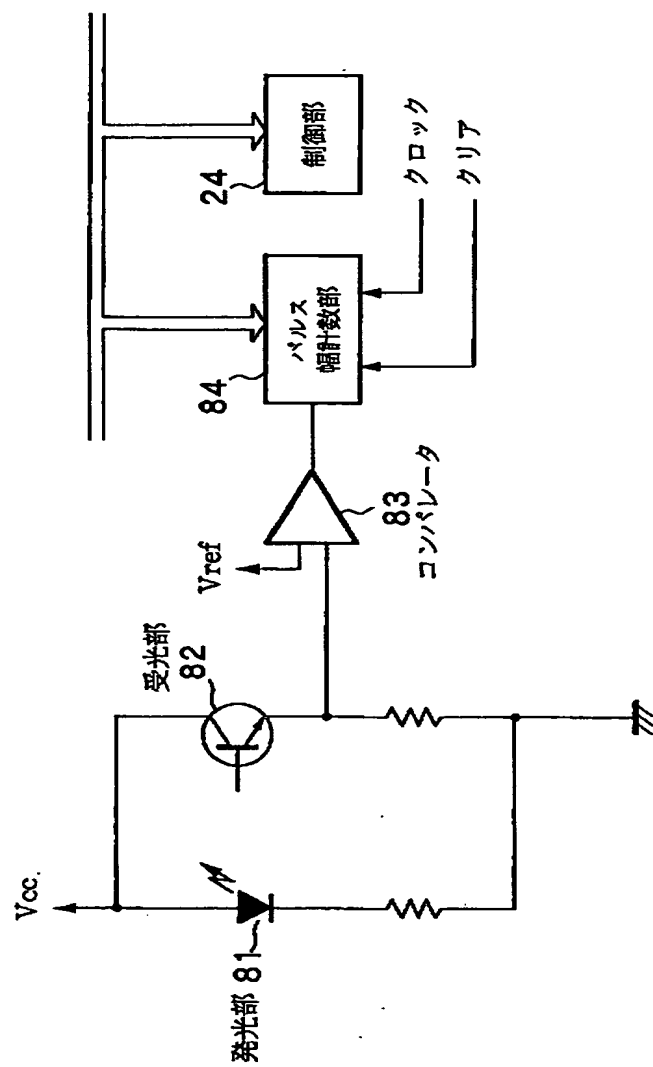 Vcc.
発光部 81
受光部
82
Vref
83
コンパレータ
84
パルス
幅計数部
24
制御部
クロック
クリア